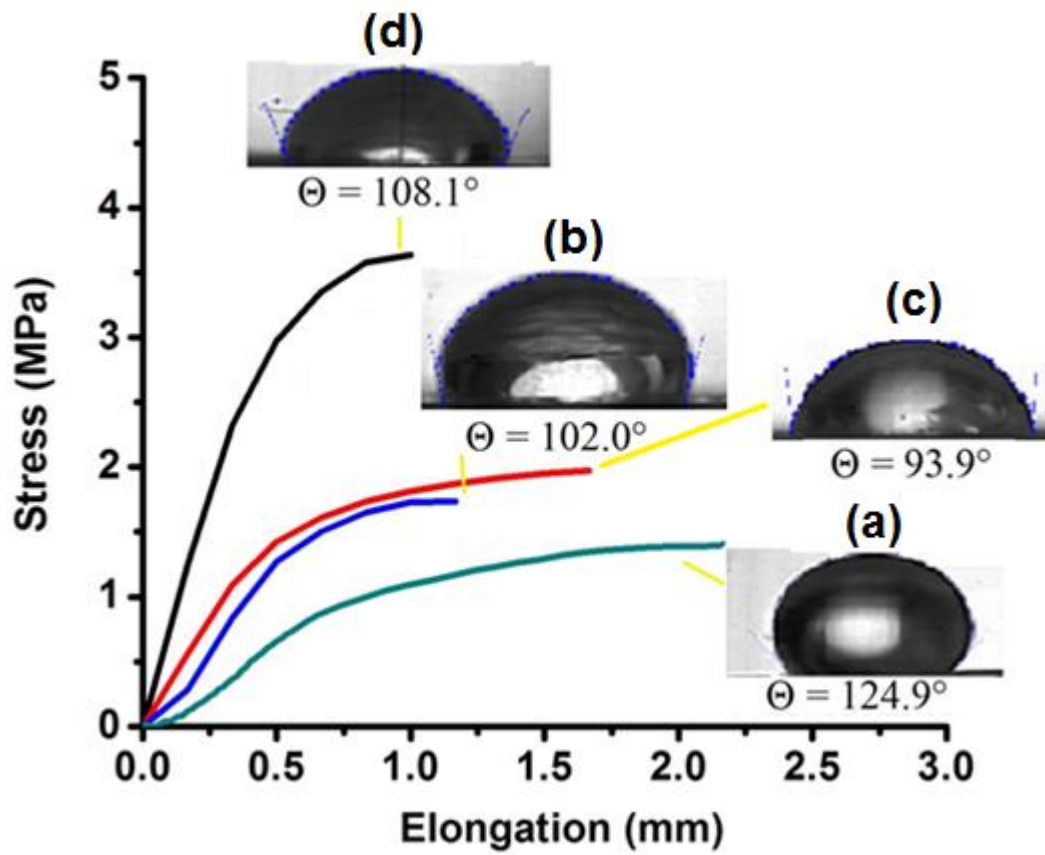 (d)
Θ = 108.1°
(b)
Θ = 102.0°
(c)
Θ = 93.9°
(a)
Θ = 124.9°
Stress (MPa)
5
4
3
2
1
0
0.0 0.5 1.0 1.5 2.0 2.5 3.0
Elongation (mm)